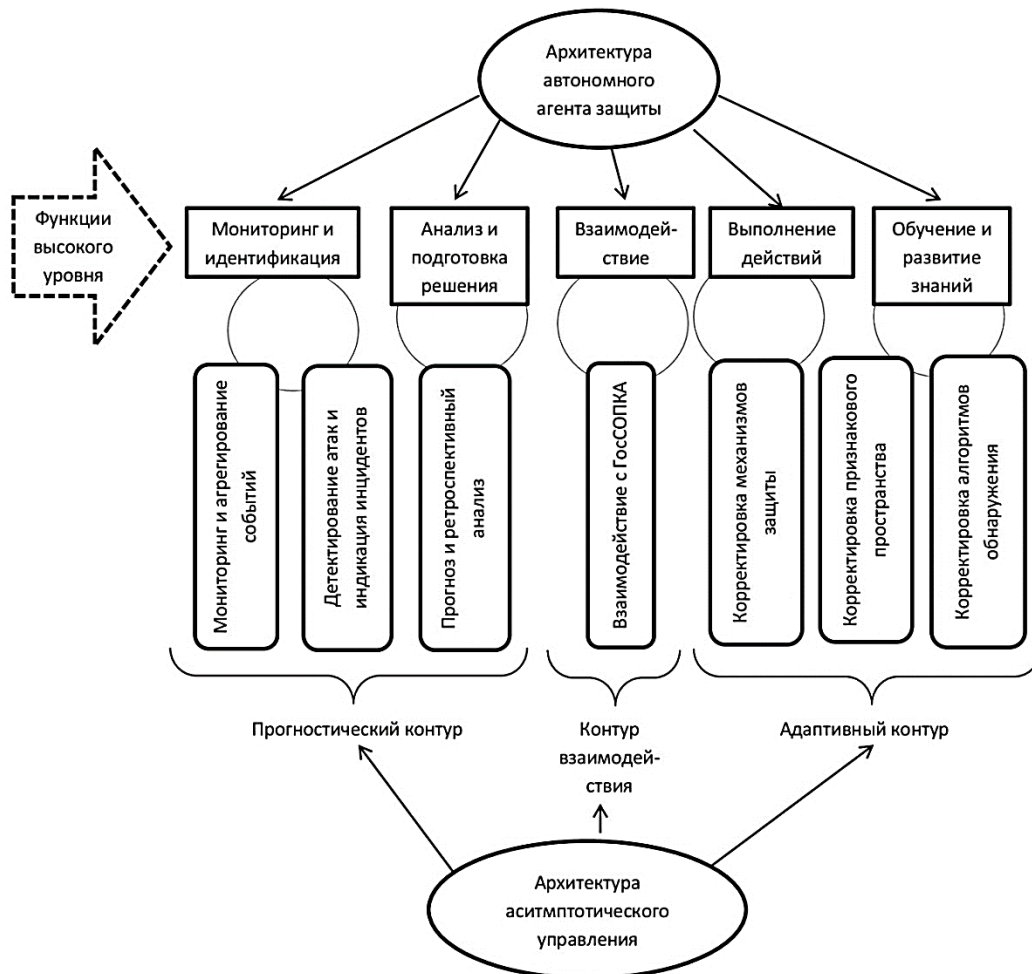 Архитектура
автономного
агента защиты
Функции
высокого
уровня
Мониторинг и
идентификация
Анализ и
подготовка
решения
Взаимодей-
ствие
Выполнение
действий
Обучение и
развитие
знаний
Мониторинг и агрегирование
событий
Детектирование атак и
индикация инцидентов
Прогноз и ретроспективный
анализ
Взаимодействие с ГосСОПКА
Корректировка механизмов
защиты
Корректировка признакового
пространства
Корректировка алгоритмов
обнаружения
Прогностический контур
Контур
взаимодей-
ствия
Адаптивный контур
Архитектура
аситмптотического
управления